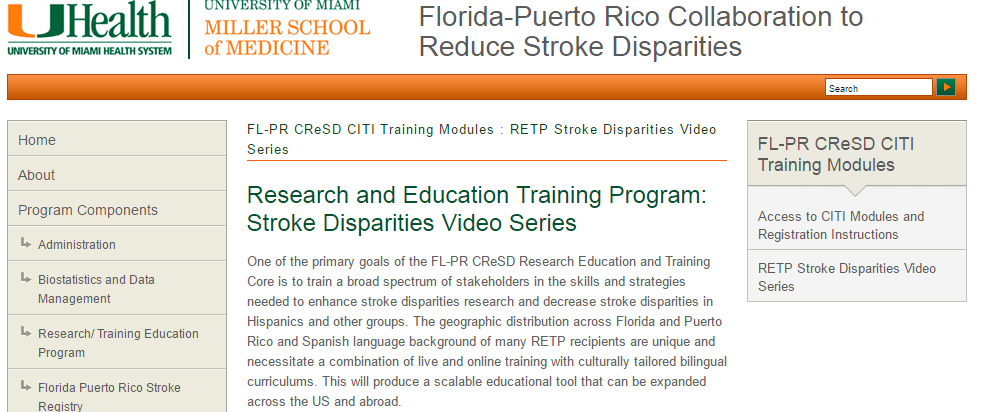 UHealth
UNIVERSITY OF MIAMI HEALTH SYSTEM
UNIVERSITY OF MIAMI
MILLER SCHOOL
of MEDICINE
Florida-Puerto Rico Collaboration to
Reduce Stroke Disparities
Search
Home
About
Program Components
Administration
Biostatistics and Data
Management
Research/ Training Education
Program
Florida Puerto Rico Stroke
Registry
FL-PR CReSD CITI Training Modules : RETP Stroke Disparities Video
Series
Research and Education Training Program:
Stroke Disparities Video Series
One of the primary goals of the FL-PR CReSD Research Education and Training
Core is to train a broad spectrum of stakeholders in the skills and strategies
needed to enhance stroke disparities research and decrease stroke disparities in
Hispanics and other groups. The geographic distribution across Florida and Puerto
Rico and Spanish language background of many RETP recipients are unique and
necessitate a combination of live and online training with culturally tailored bilingual
curriculums. This will produce a scalable educational tool that can be expanded
across the US and abroad.
FL-PR CReSD CITI
Training Modules
Access to CITI Modules and
Registration Instructions
RETP Stroke Disparities Video
Series